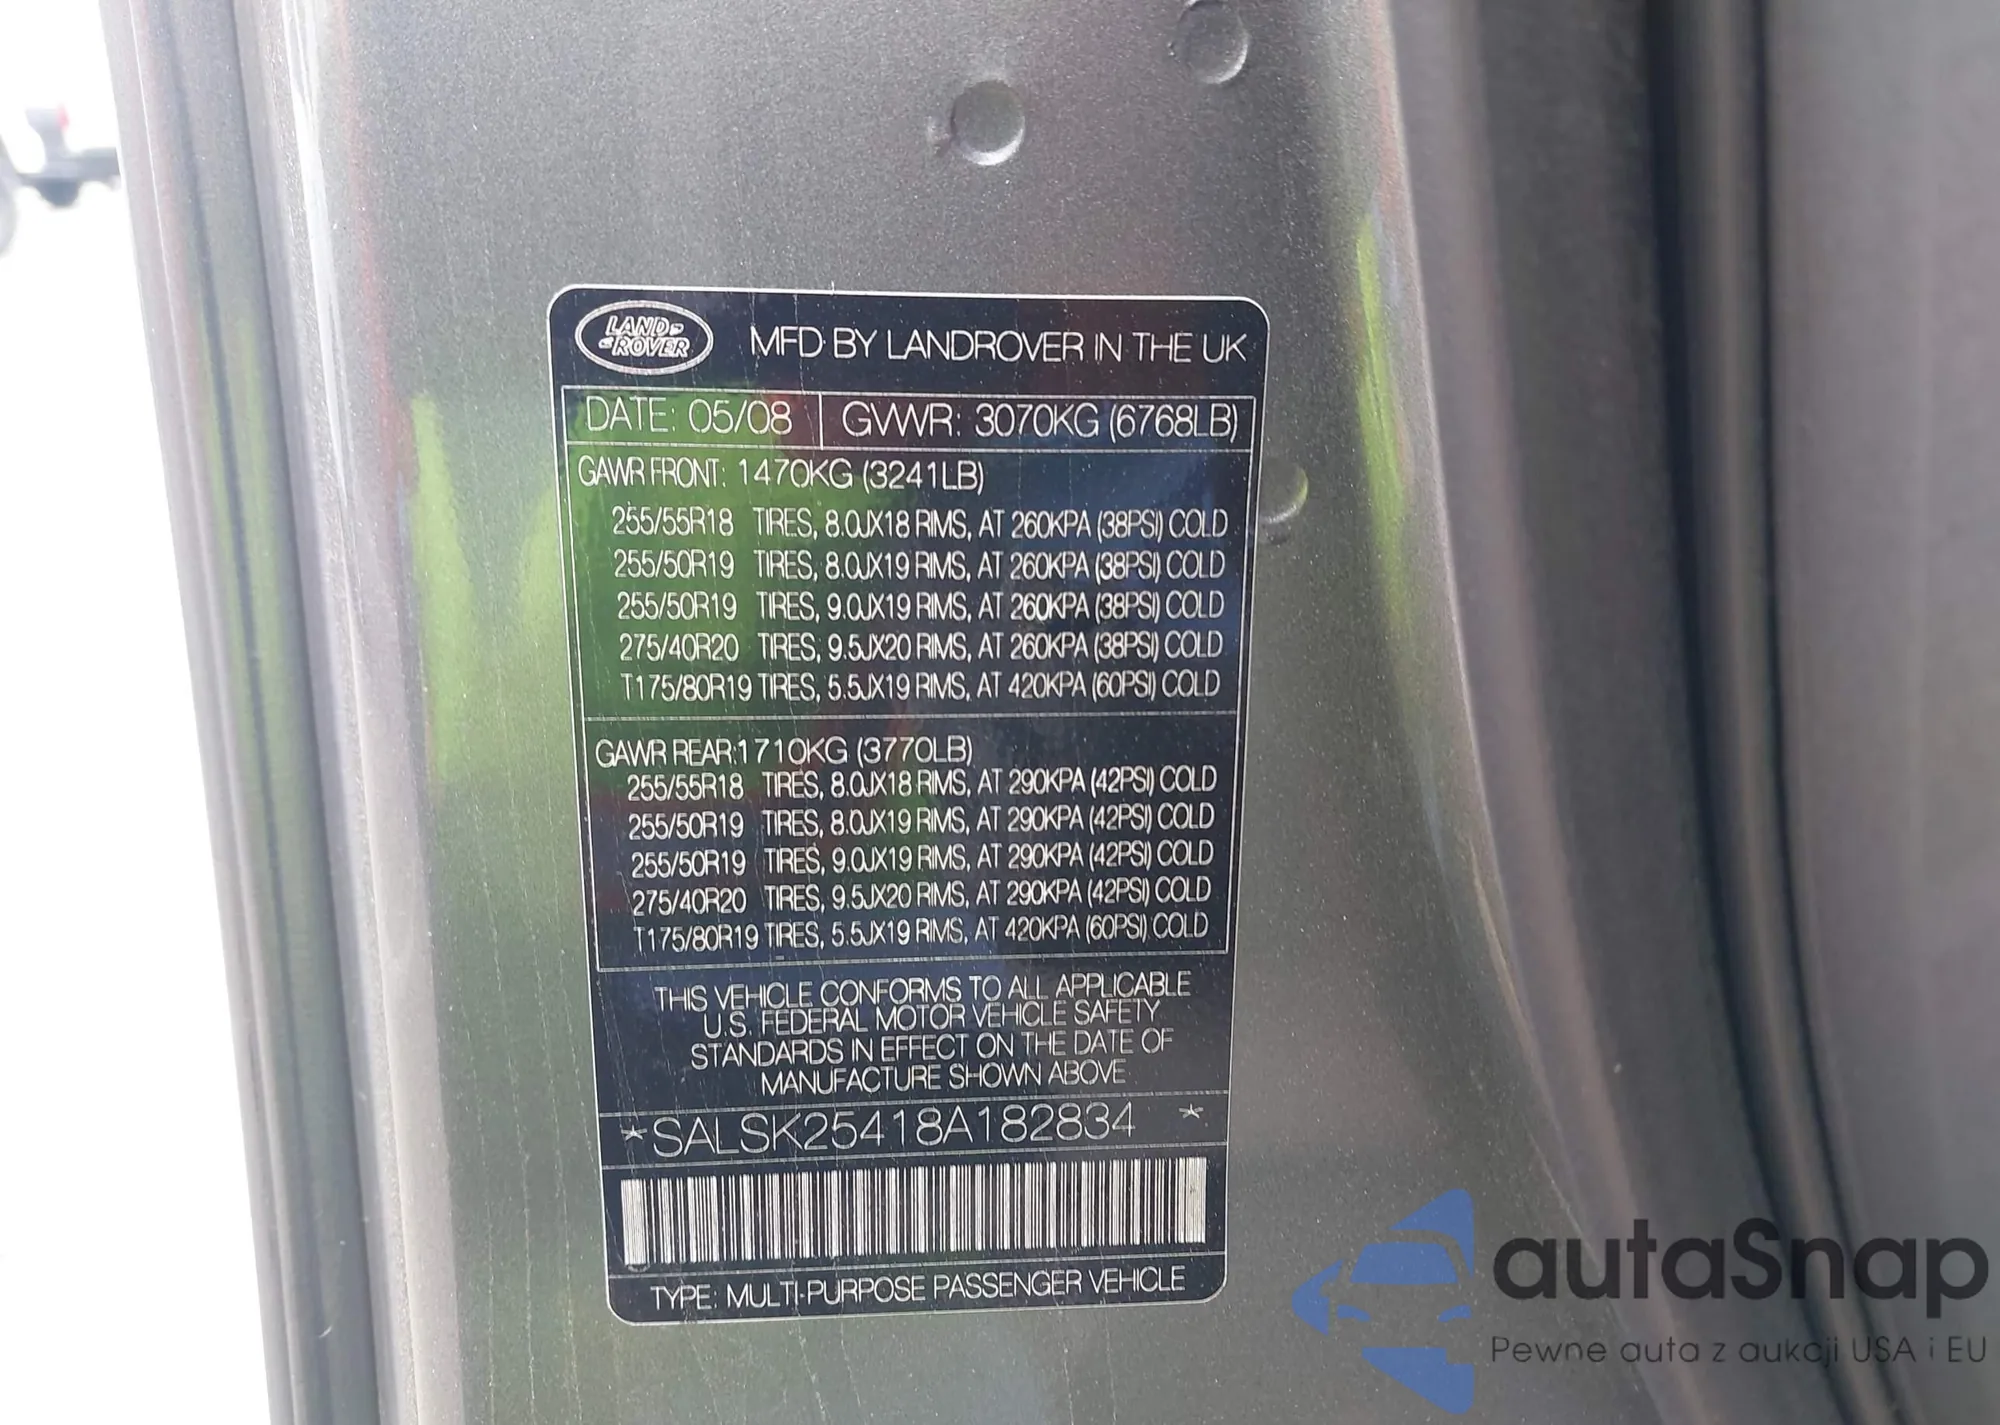 LAND
ROVER
MFD BY LANDROVER IN THE UK
DATE: 05/08 GVWR: 3070KG (6768LB)
GAWR FRONT: 1470KG (3241LB)
255/55R18 TIRES, 8.0JX18 RIMS, AT 260KPA (38PSI) COLD
255/50R19 TIRES, 8.0JX19 RIMS, AT 260KPA (38PSI) COLD
255/50R19 TIRES, 9.0JX19 RIMS, AT 260KPA (38PSI) COLD
275/40R20 TIRES, 9.5JX20 RIMS, AT 260KPA (38PSI) COLD
T175/80R19 TIRES, 5.5JX19 RIMS, AT 420KPA (60PSI) COLD
GAWR REAR:1710KG (3770LB)
255/55R18 TIRES, 8.0JX18 RIMS, AT 290KPA (42PSI) COLD
255/50R19 TIRES, 8.0JX19 RIMS, AT 290KPA (42PSI) COLD
255/50R19 TIRES, 9.0JX19 RIMS, AT 290KPA (42PSI) COLD
275/40R20 TIRES, 9.5JX20 RIMS, AT 290KPA (42PSI) COLD
T175/80R19 TIRES, 5.5JX19 RIMS, AT 420KPA (60PSI) COLD
THIS VEHICLE CONFORMS TO ALL APPLICABLE
U.S. FEDERAL MOTOR VEHICLE SAFETY
STANDARDS IN EFFECT ON THE DATE OF
MANUFACTURE SHOWN ABOVE
*SALSK25418A182834 *
TYPE: MULTI-PURPOSE PASSENGER VEHICLE
autaSnap
Pewne auta z aukcji USA i EU